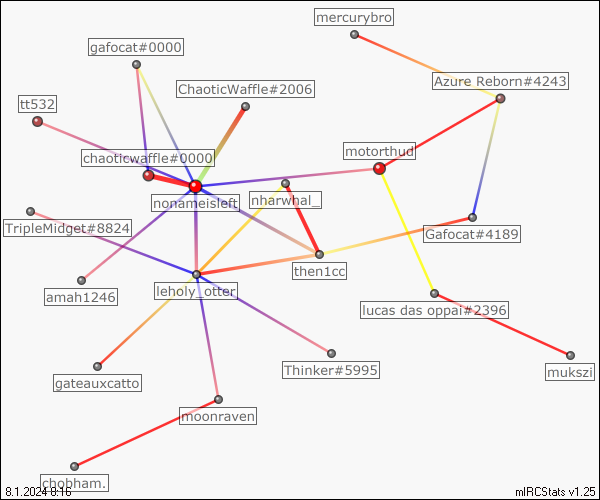 mercurybro
gafocat#0000
Azure Reborn#4243
ChaoticWaffle#2006
tt532
motorthud
chaoticwaffle#0000
nharwhal_
nonameisleft
TripleMidget#8824
Gafocat#4189
then1cc
leholy_otter
amah1246
lucas das oppai#2396
Thinker#5995
mukszi
gateauxcatto
moonraven
chobham.
8.1.2024 8:16
mIRCStats v1.25